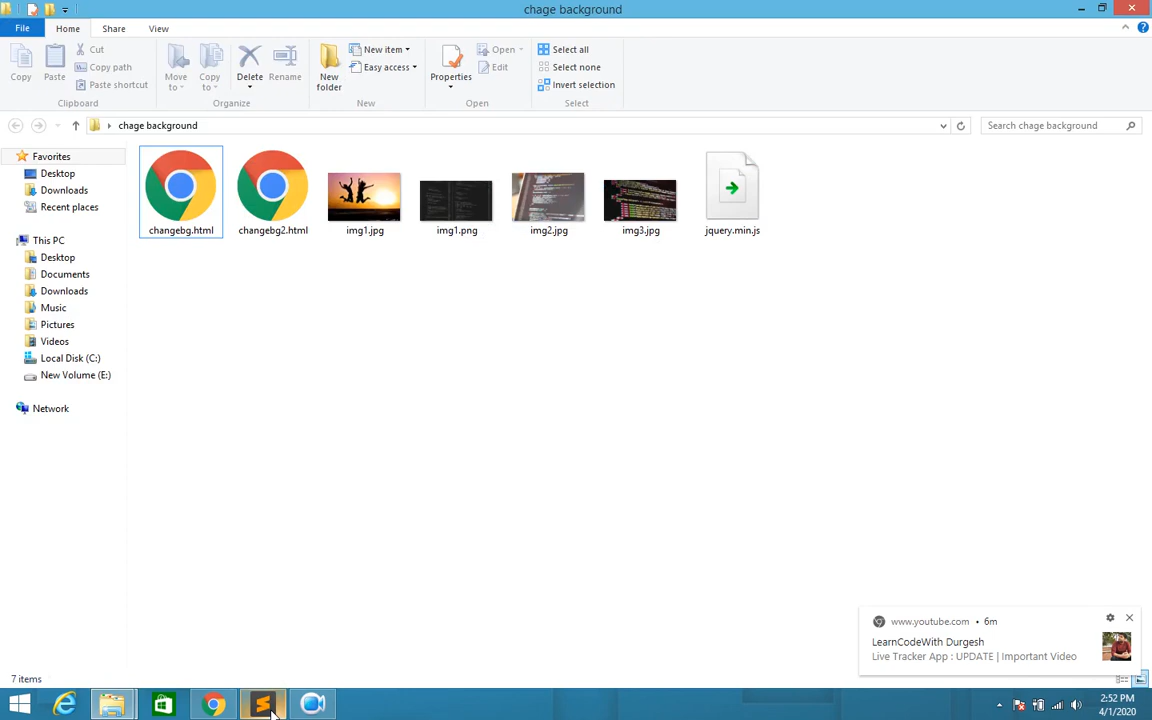 chage background
File
Home
Share
View
Copy
Paste
Cut
Copy path
Paste shortcut
Clipboard
Move to
Copy to
Delete
Rename
Organize
New folder
New item
Easy access
New
Properties
Open
Edit
Open
Select all
Select none
Invert selection
Select
chage background
Search chage background
Favorites
Desktop
Downloads
Recent places
This PC
Desktop
Documents
Downloads
Music
Pictures
Videos
Local Disk (C:)
New Volume (E:)
Network
changebg.html
changebg2.html
img1.jpg
img1.png
img2.jpg
img3.jpg
jquery.min.js
www.youtube.com • 6m
LearnCodeWith Durgesh
Live Tracker App : UPDATE | Important Video
7 items
2:52 PM
4/1/2020